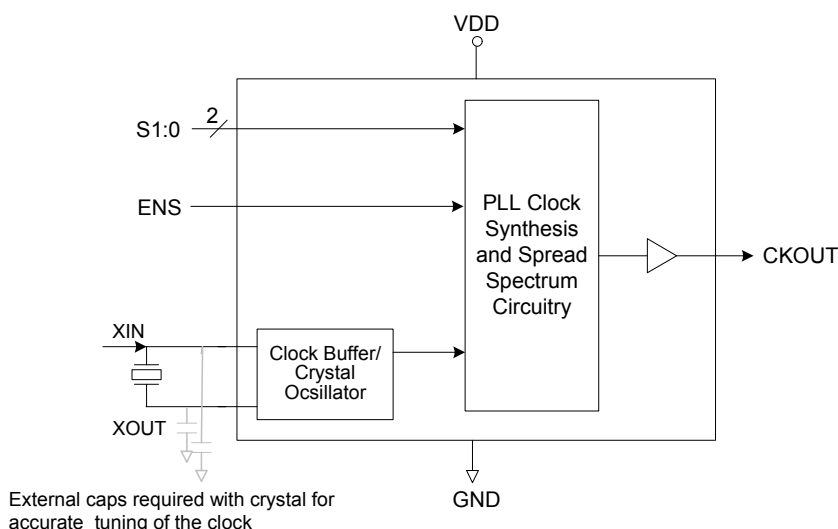 VDD
S1:0
2
ENS
PLL Clock
Synthesis
and Spread
Spectrum
Circuitry
CKOUT
XIN
Clock Buffer/
Crystal
Ocsillator
XOUT
External caps required with crystal for
accurate tuning of the clock
GND